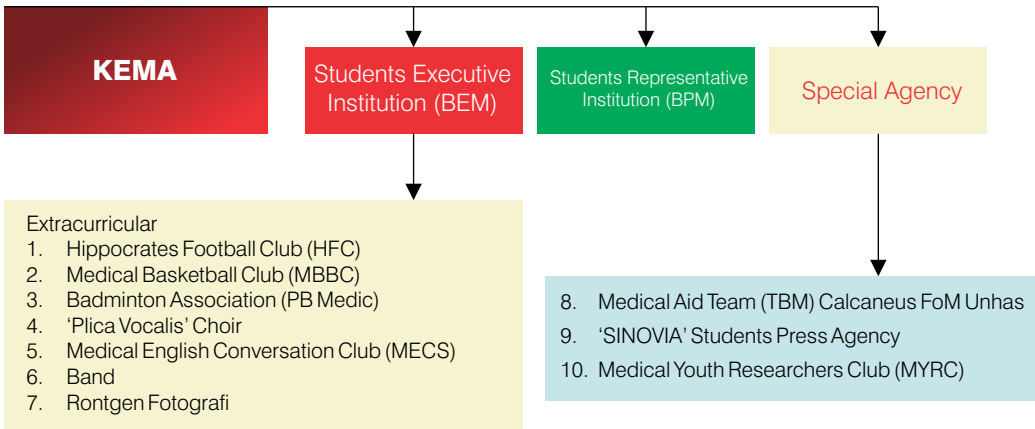 KEMA
Students Executive
Institution (BEM)
Students Representative
Institution (BPM)
Special Agency
Extracurricular
1. Hippocrates Football Club (HFC)
2. Medical Basketball Club (MBBC)
3. Badminton Association (PB Medic)
4. ‘Plica Vocalis’ Choir
5. Medical English Conversation Club (MECS)
6. Band
7. Rontgen Fotografi
8. Medical Aid Team (TBM) Calcaneus FoM Unhas
9. ‘SINOVIA’ Students Press Agency
10. Medical Youth Researchers Club (MYRC)